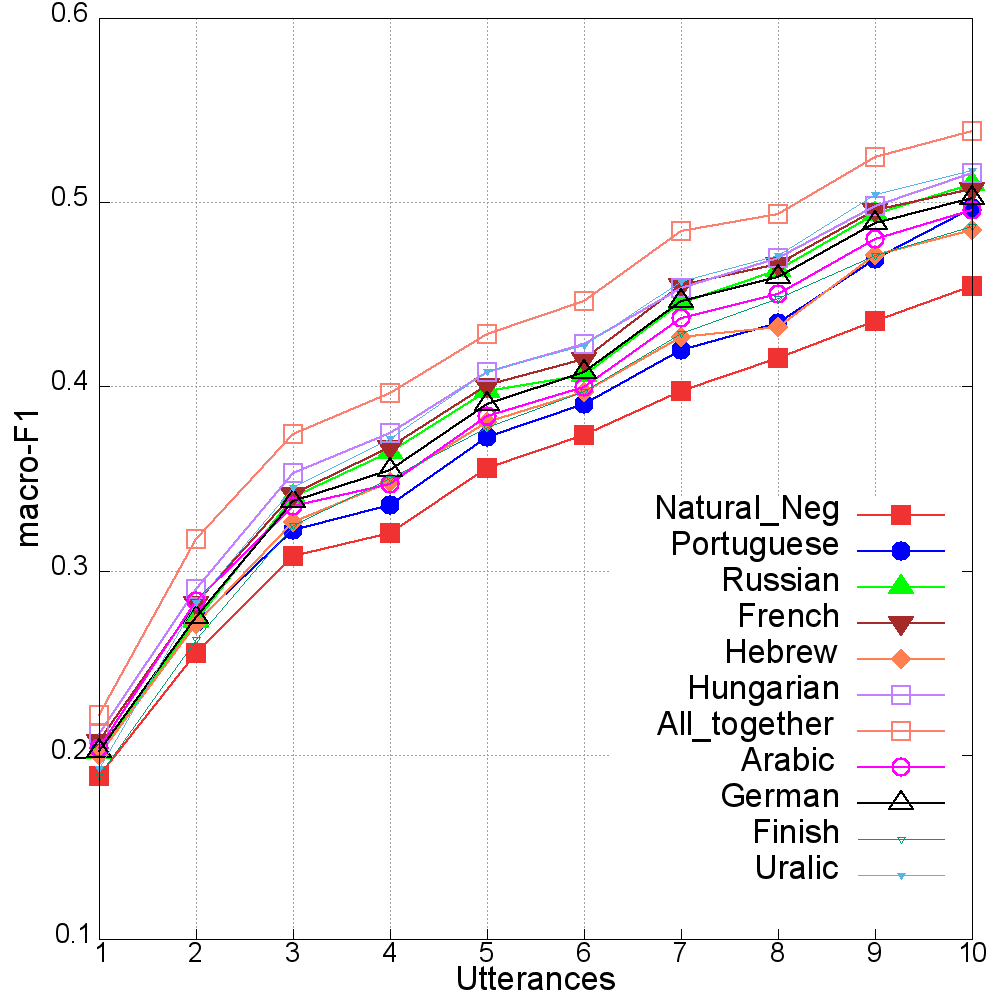 0.6
0.5
0.4
0.3
0.2
0.1
macro-F1
Natural_Neg
Portuguese
Russian
French
Hebrew
Hungarian
All_together
Arabic
German
Finish
Uralic
1 2 3 4 5 6 7 8 9 10
Utterances